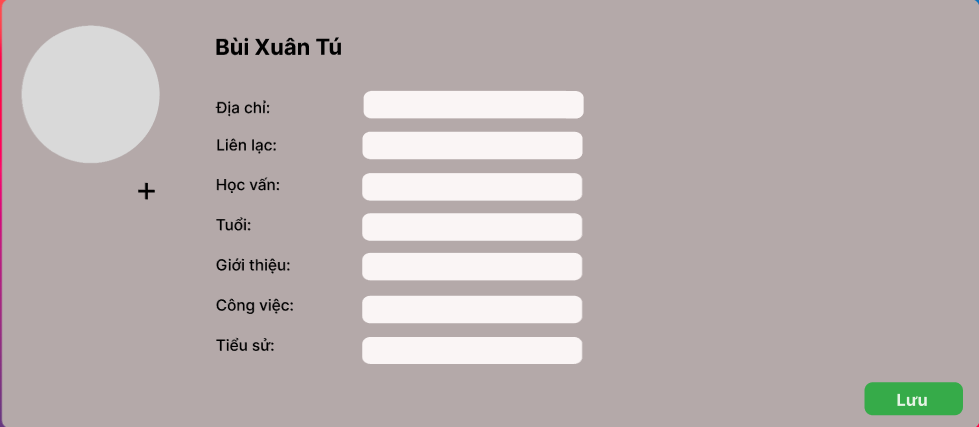 Bùi Xuân Tú
Địa chỉ:
Liên lạc:
Học vấn:
+
Tuổi:
Giới thiệu:
Công việc:
Tiểu sử:
Lưu